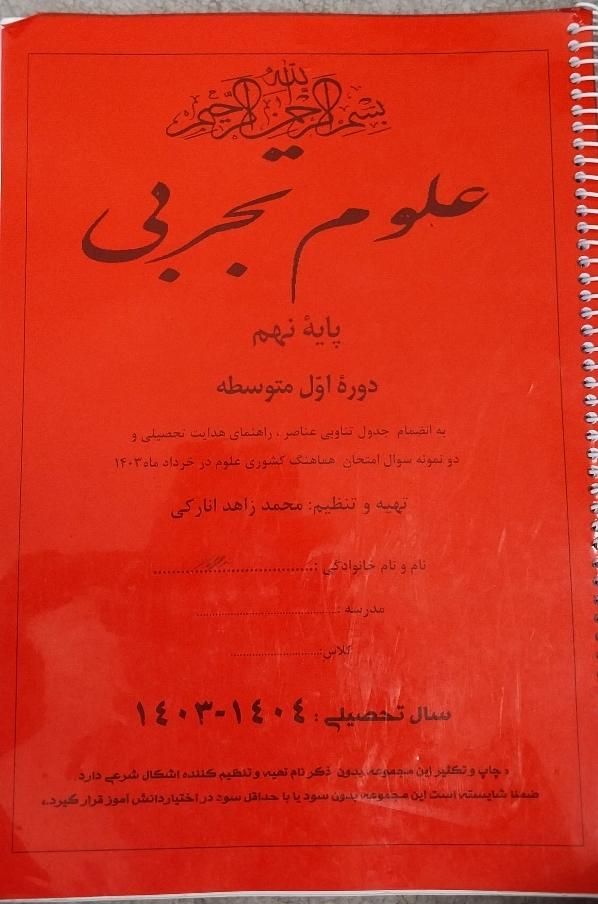 بسم الله الرحمن الرحیم
علوم تجربی
پایهٔ نهم
دورهٔ اوّل متوسطه
به انضمام جدول تناوبی عناصر ، راهنمای هدایت تحصیلی و
دو نمونه سوال امتحان هماهنگ کشوری علوم در خرداد ماه ۱۴۰۳
تهیه و تنظیم: محمد زاهد انارکی
نام و نام خانوادگی :
مدرسه :
کلاس:
سال تحصیلی : ۱۴۰۴-۱۴۰۳
« چاپ و تکثیر این مجموعه بدون ذکر نام تهیه و تنظیم کننده اشکال شرعی دارد.
ضمنا شایسته است این مجموعه بدون سود یا با حداقل سود در اختیار دانش آموز قرار گیرد.»